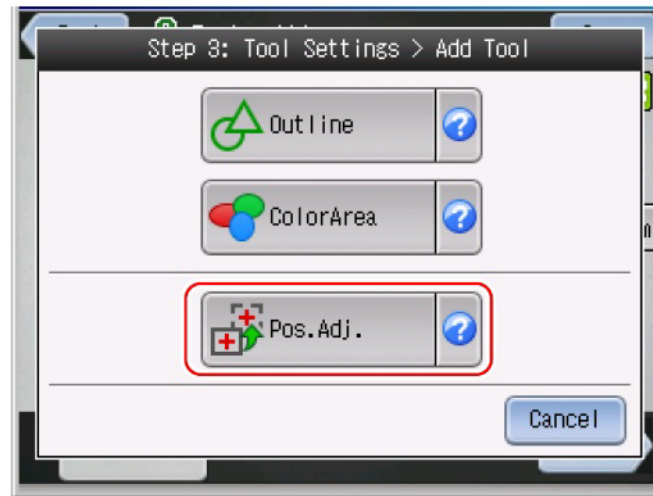 Step 3: Tool Settings > Add Tool
Outline ?
ColorArea ?
Pos.Adj. ?
Cancel